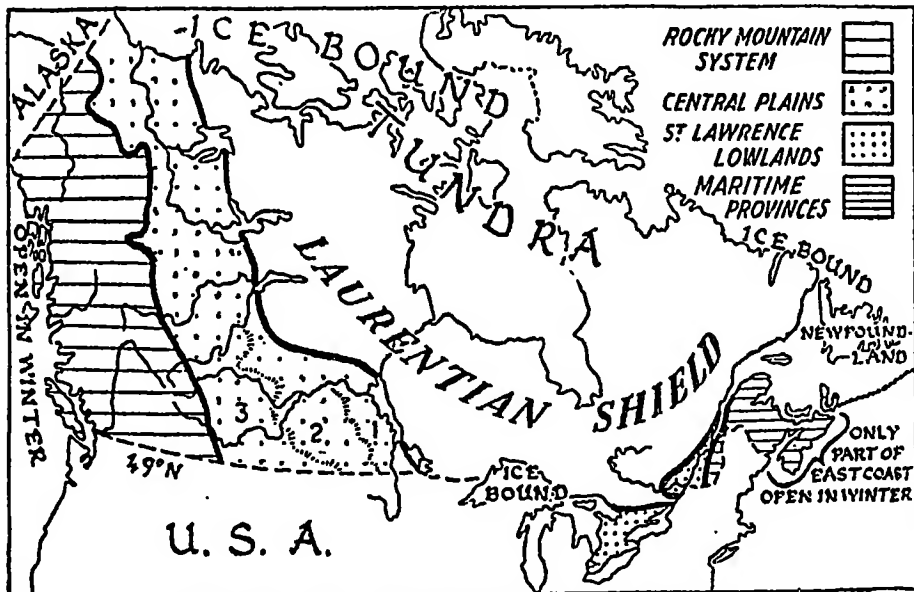 ALASKA
ICE BOUND
TUNDRA
ROCKY MOUNTAIN
SYSTEM
CENTRAL PLAINS
ST LAWRENCE
LOWLANDS
MARITIME
PROVINCES
OPEN IN WINTER
LAURENTIAN SHIELD
ICE BOUND
NEWFOUND-
LAND
3
2
1
49°N
ICE
BOUND
ONLY
PART OF
EAST COAST
OPEN IN WINTER
U. S. A.